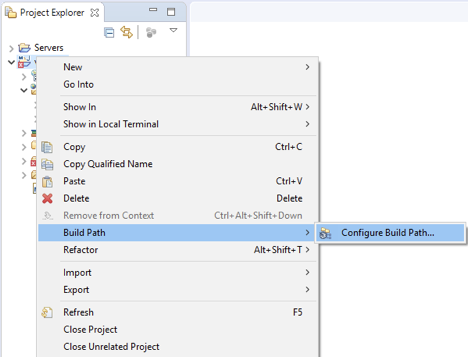 Project Explorer
Servers
New
Go Into
Show In Alt+Shift+W
Show in Local Terminal
Copy Ctrl+C
Copy Qualified Name
Paste Ctrl+V
Delete Delete
Remove from Context Ctrl+Alt+Shift+Down
Build Path Configure Build Path...
Refactor Alt+Shift+T
Import
Export
Refresh F5
Close Project
Close Unrelated Project